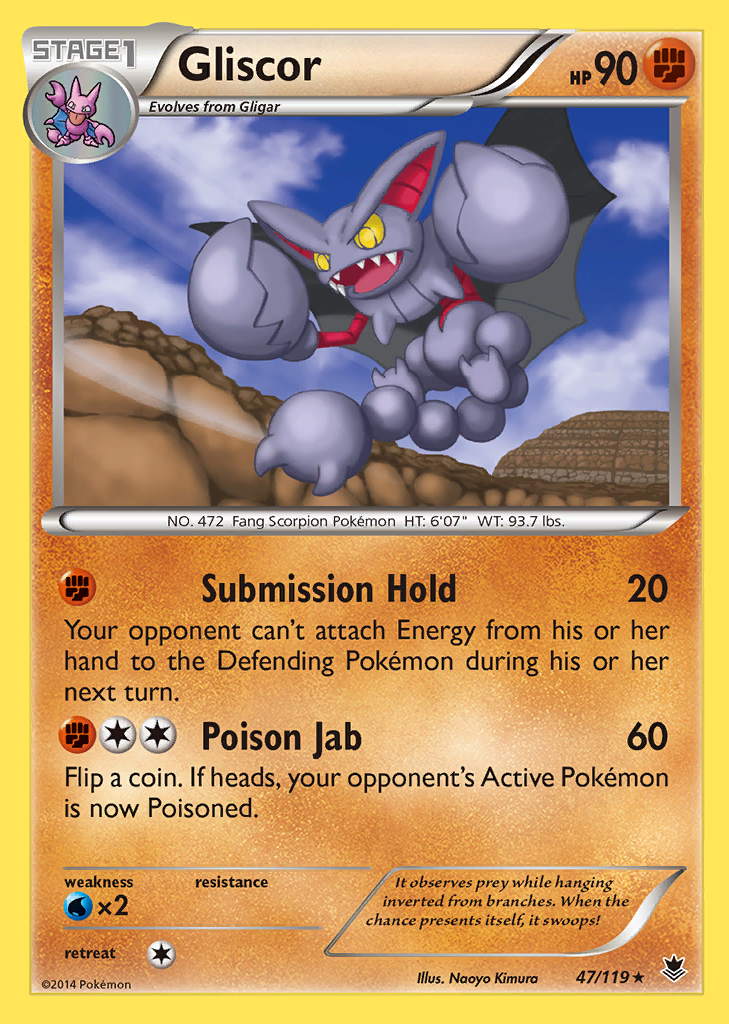 STAGE1
Gliscor
HP 90
Evolves from Gligar
NO. 472 Fang Scorpion Pokémon HT: 6'07" WT: 93.7 lbs.
Submission Hold 20
Your opponent can't attach Energy from his or her
hand to the Defending Pokémon during his or her
next turn.
Poison Jab 60
Flip a coin. If heads, your opponent's Active Pokémon
is now Poisoned.
weakness resistance
×2
retreat
It observes prey while hanging
inverted from branches. When the
chance presents itself, it swoops!
©2014 Pokémon
Illus. Naoyo Kimura
47/119 ★